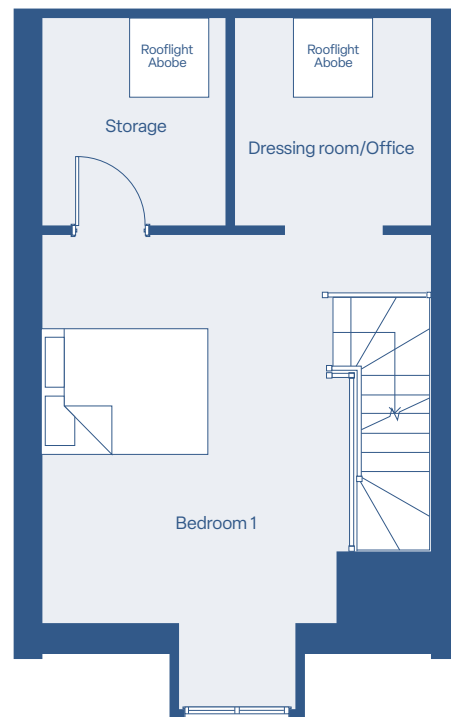 Rooflight
Abobe
Rooflight
Abobe
Storage
Dressing room/Office
Bedroom 1